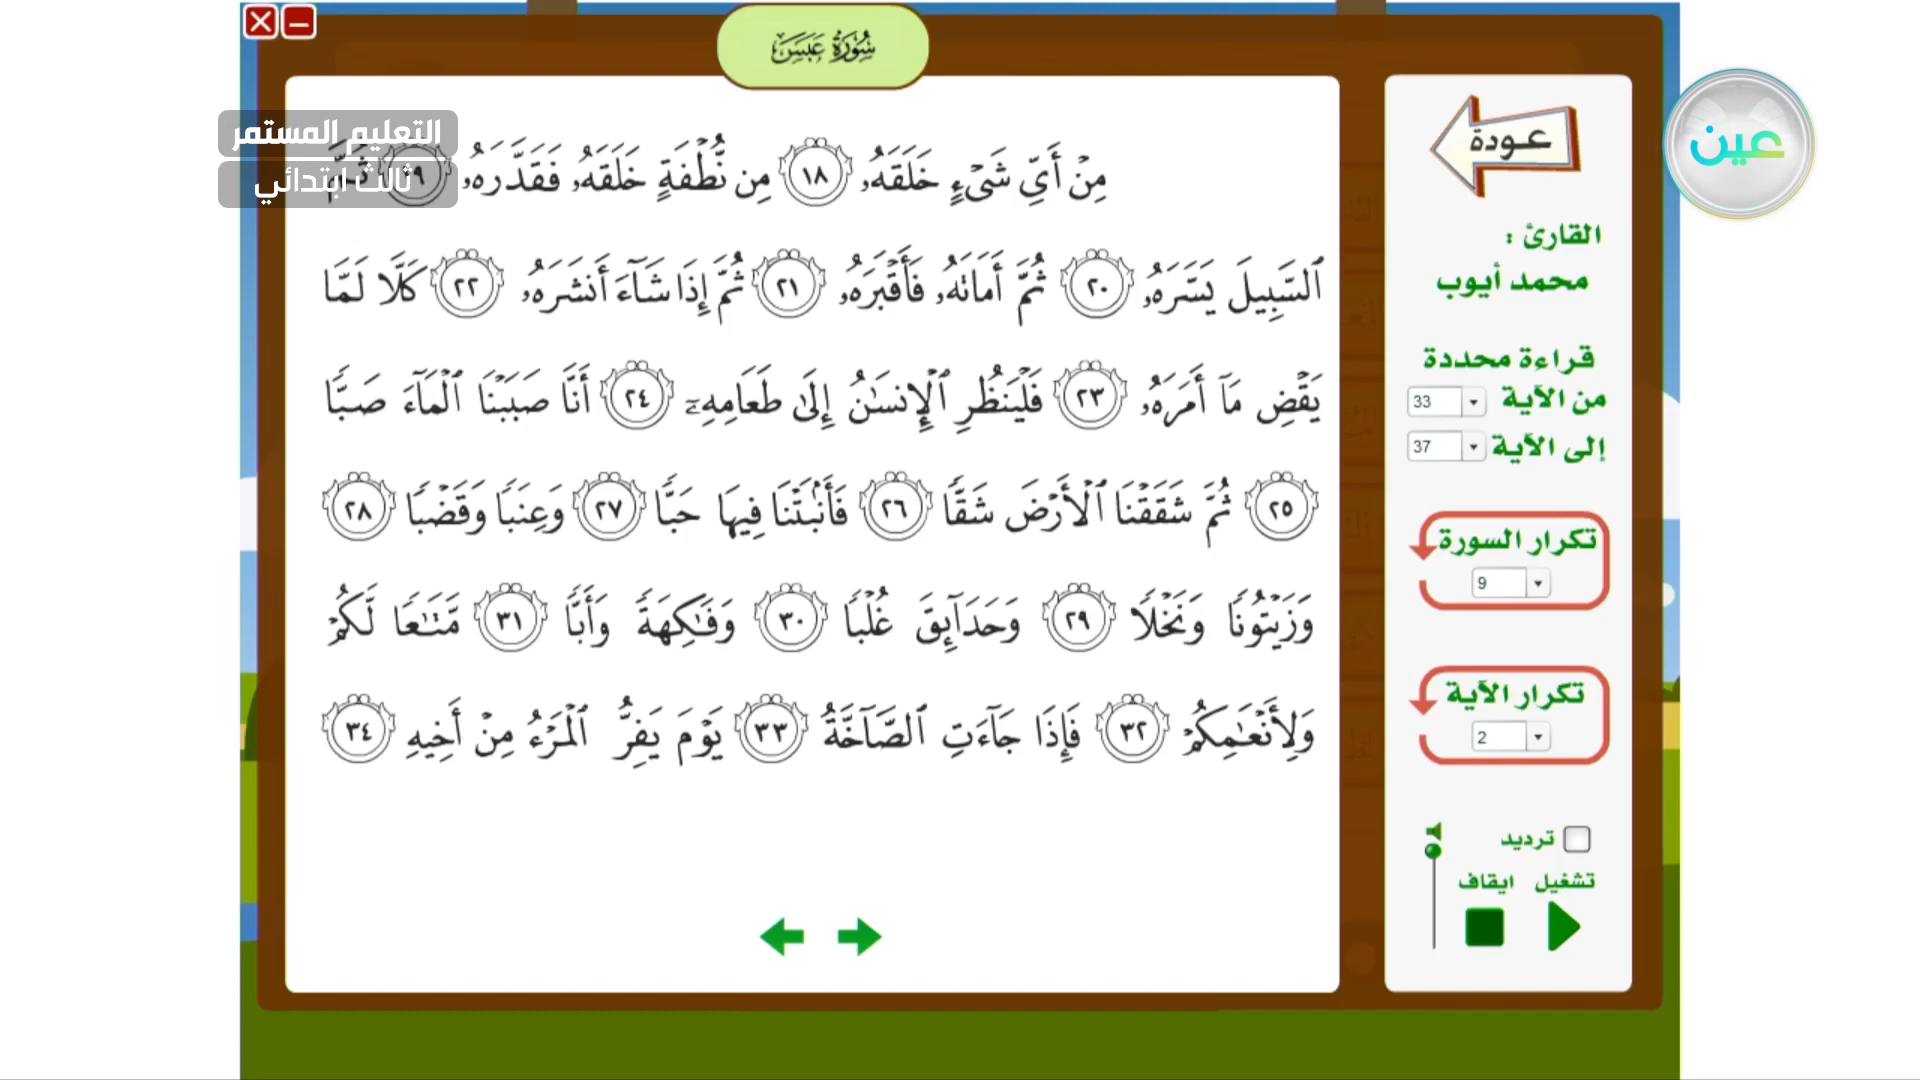 سُورَةُ عَبَسَ
التعليم المستمر
ثالث ابتدائي
عين
مِنْ أَيِّ شَىْءٍ خَلَقَهُۥ ١٨ مِن نُّطْفَةٍ خَلَقَهُۥ فَقَدَّرَهُۥ ١٩ ثُمَّ
ٱلسَّبِيلَ يَسَّرَهُۥ ٢٠ ثُمَّ أَمَاتَهُۥ فَأَقْبَرَهُۥ ٢١ ثُمَّ إِذَا شَآءَ أَنشَرَهُۥ ٢٢ كَلَّا لَمَّا
يَقْضِ مَآ أَمَرَهُۥ ٢٣ فَلْيَنظُرِ ٱلْإِنسَٰنُ إِلَىٰ طَعَامِهِۦٓ ٢٤ أَنَّا صَبَبْنَا ٱلْمَآءَ صَبًّا
٢٥ ثُمَّ شَقَقْنَا ٱلْأَرْضَ شَقًّا ٢٦ فَأَنۢبَتْنَا فِيهَا حَبًّا ٢٧ وَعِنَبًا وَقَضْبًا ٢٨
وَزَيْتُونًا وَنَخْلًا ٢٩ وَحَدَآئِقَ غُلْبًا ٣٠ وَفَٰكِهَةً وَأَبًّا ٣١ مَّتَٰعًا لَّكُمْ
وَلِأَنْعَٰمِكُمْ ٣٢ فَإِذَا جَآءَتِ ٱلصَّآخَّةُ ٣٣ يَوْمَ يَفِرُّ ٱلْمَرْءُ مِنْ أَخِيهِ ٣٤
عـودة
القارئ :
محمد أيوب
قراءة محددة
من الآية 33
إلى الآية 37
تكرار السورة
9
تكرار الآية
2
ترديد
تشغيل ايقاف